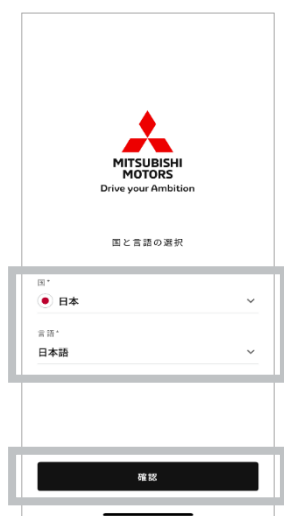 MITSUBISHI
MOTORS
Drive your Ambition
国と言語の選択
国*
日本
言語*
日本語
確認